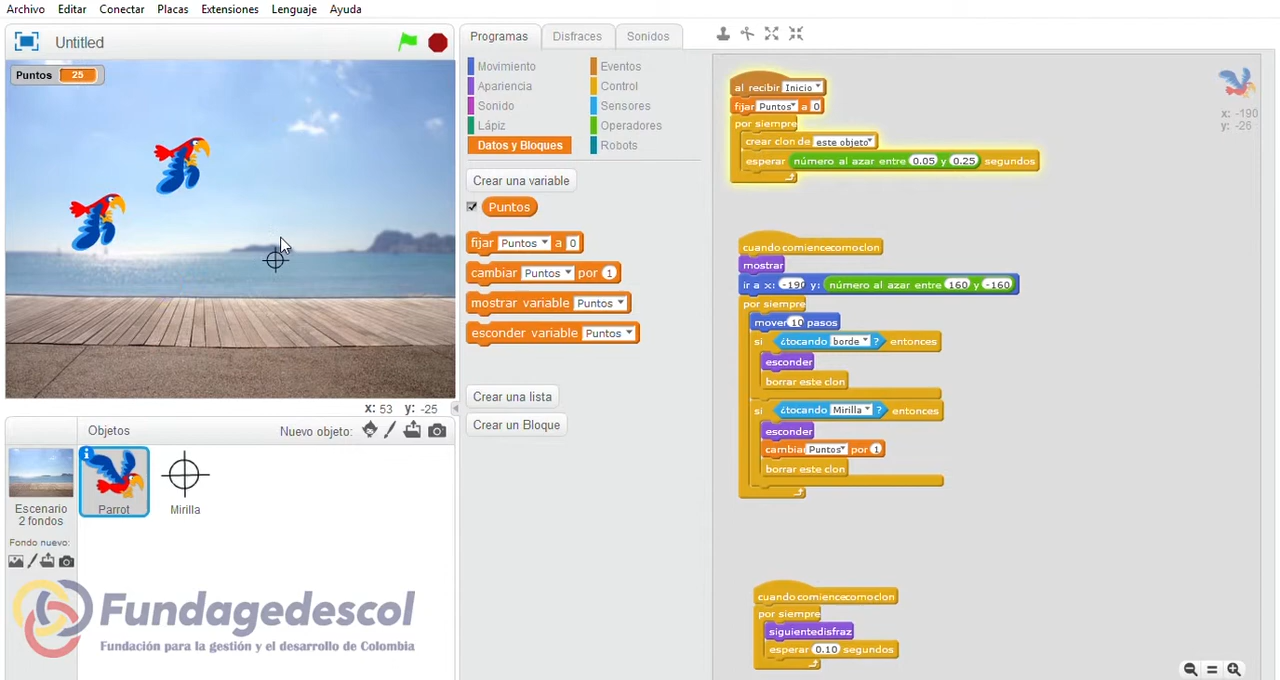 Archivo Editar Conectar Placas Extensiones Lenguaje Ayuda
Untitled
Puntos 25
x: 53 y: -25
Objetos
Nuevo objeto:
Escenario
2 fondos
Fondo nuevo:
Parrot
Mirilla
Fundagedescol
Fundación para la gestión y el desarrollo de Colombia
Programas Disfraces Sonidos
Movimiento Eventos
Apariencia Control
Sonido Sensores
Lápiz Operadores
Datos y Bloques Robots
Crear una variable
Puntos
fijar Puntos a 0
cambiar Puntos por 1
mostrar variable Puntos
esconder variable Puntos
Crear una lista
Crear un Bloque
x: -190
y: -26
al recibir Inicio
fijar Puntos a 0
por siempre
crear clon de este objeto
esperar número al azar entre 0.05 y 0.25 segundos
cuando comience como clon
mostrar
ir a x: -190 y: número al azar entre 160 y -160
por siempre
mover 10 pasos
si ¿tocando borde ? entonces
esconder
borrar este clon
si ¿tocando Mirilla ? entonces
esconder
cambiar Puntos por 1
borrar este clon
cuando comience como clon
por siempre
siguiente disfraz
esperar 0.10 segundos